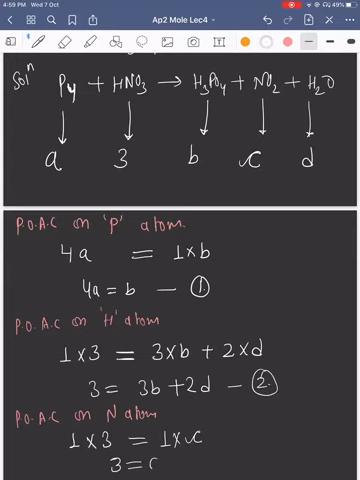 4:59 PM Wed 7 Oct
49%
Ap2 Mole Lec4
Solⁿ P4 + HNO3 → H3PO4 + NO2 + H2O
a 3 b c d
P.O.A.C on 'P' atoms
4a = 1×b
4a = b — ①
P.O.A.C on 'H' atom
1×3 = 3×b + 2×d
3 = 3b + 2d — ②.
P.O.A.C on N atom
1×3 = 1×c
3 = c